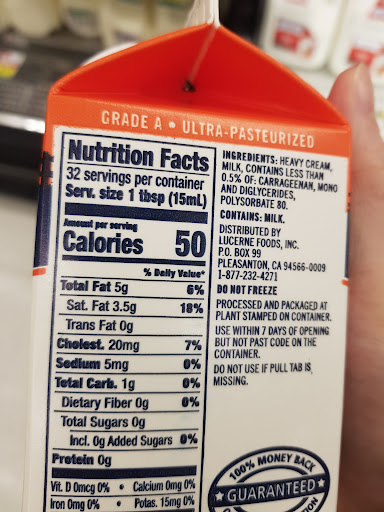 GRADE A • ULTRA-PASTEURIZED
Nutrition Facts
32 servings per container
Serv. size 1 tbsp (15mL)
Amount per serving
Calories 50
% Daily Value*
Total Fat 5g 6%
Sat. Fat 3.5g 18%
Trans Fat 0g
Cholest. 20mg 7%
Sodium 5mg 0%
Total Carb. 1g 0%
Dietary Fiber 0g 0%
Total Sugars 0g
Incl. 0g Added Sugars 0%
Protein 0g
Vit. D 0mcg 0% • Calcium 0mg 0%
Iron 0mg 0% • Potas. 15mg 0%
INGREDIENTS: HEAVY CREAM,
MILK, CONTAINS LESS THAN
0.5% OF: CARRAGEENAN, MONO
AND DIGLYCERIDES,
POLYSORBATE 80.
CONTAINS: MILK.
DISTRIBUTED BY
LUCERNE FOODS, INC.
P.O. BOX 99
PLEASANTON, CA 94566-0009
1-877-232-4271
DO NOT FREEZE
PROCESSED AND PACKAGED AT
PLANT STAMPED ON CONTAINER.
USE WITHIN 7 DAYS OF OPENING
BUT NOT PAST CODE ON THE
CONTAINER.
DO NOT USE IF PULL TAB IS
MISSING.
100% MONEY BACK
★ GUARANTEED ★